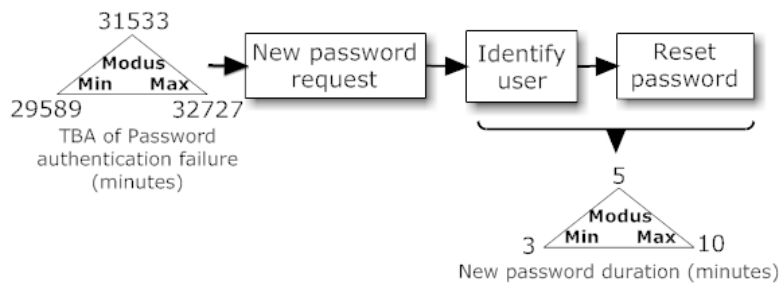 31533
Modus
Min Max
29589 32727
TBA of Password
authentication failure
(minutes)
New password
request
Identify
user
Reset
password
5
Modus
3 Min Max 10
New password duration (minutes)